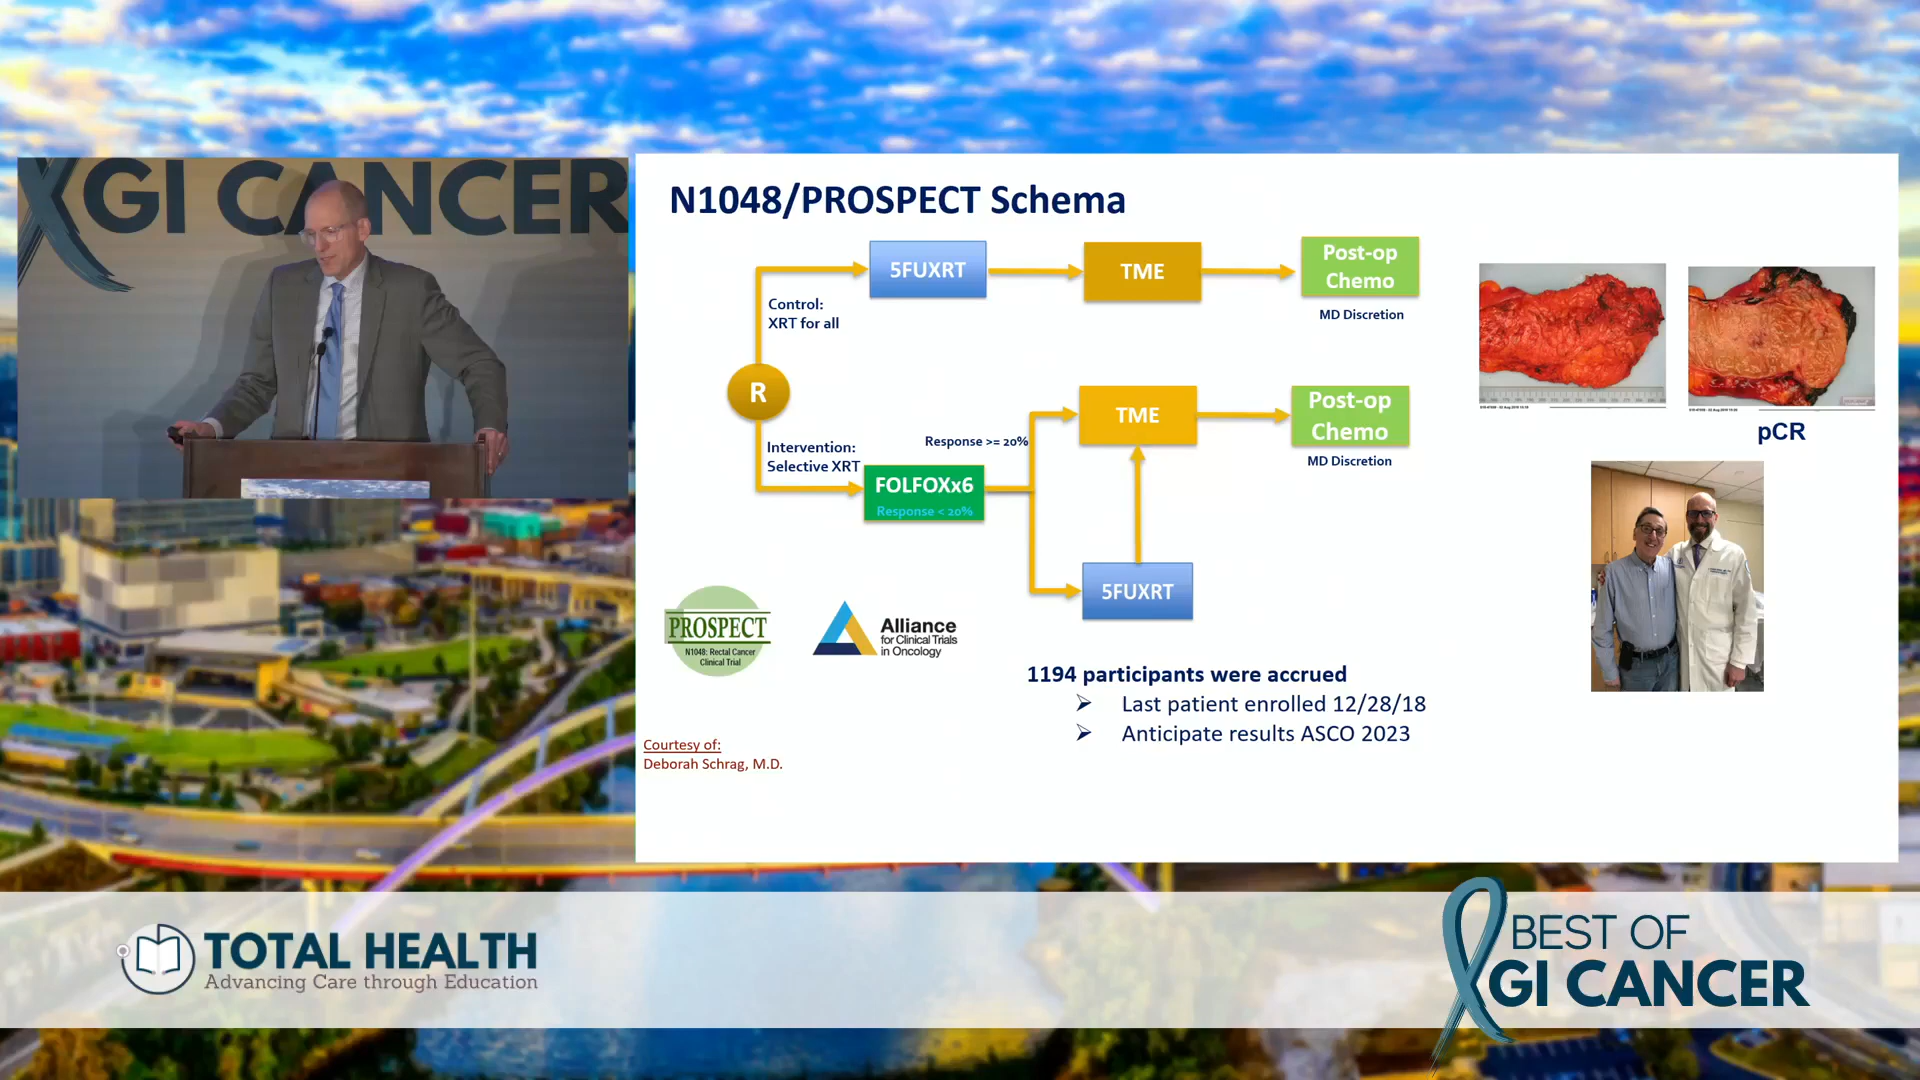 GI CANCER
N1048/PROSPECT Schema
5FUXRT
TME
Post-op
Chemo
MD Discretion
Control:
XRT for all
R
Intervention:
Selective XRT
Response >= 20%
FOLFOXx6
Response < 20%
TME
Post-op
Chemo
MD Discretion
5FUXRT
pCR
PROSPECT
N1048: Rectal Cancer
Clinical Trial
Alliance
for Clinical Trials
in Oncology
1194 participants were accrued
➢ Last patient enrolled 12/28/18
➢ Anticipate results ASCO 2023
Courtesy of:
Deborah Schrag, M.D.
TOTAL HEALTH
Advancing Care through Education
BEST OF
GI CANCER